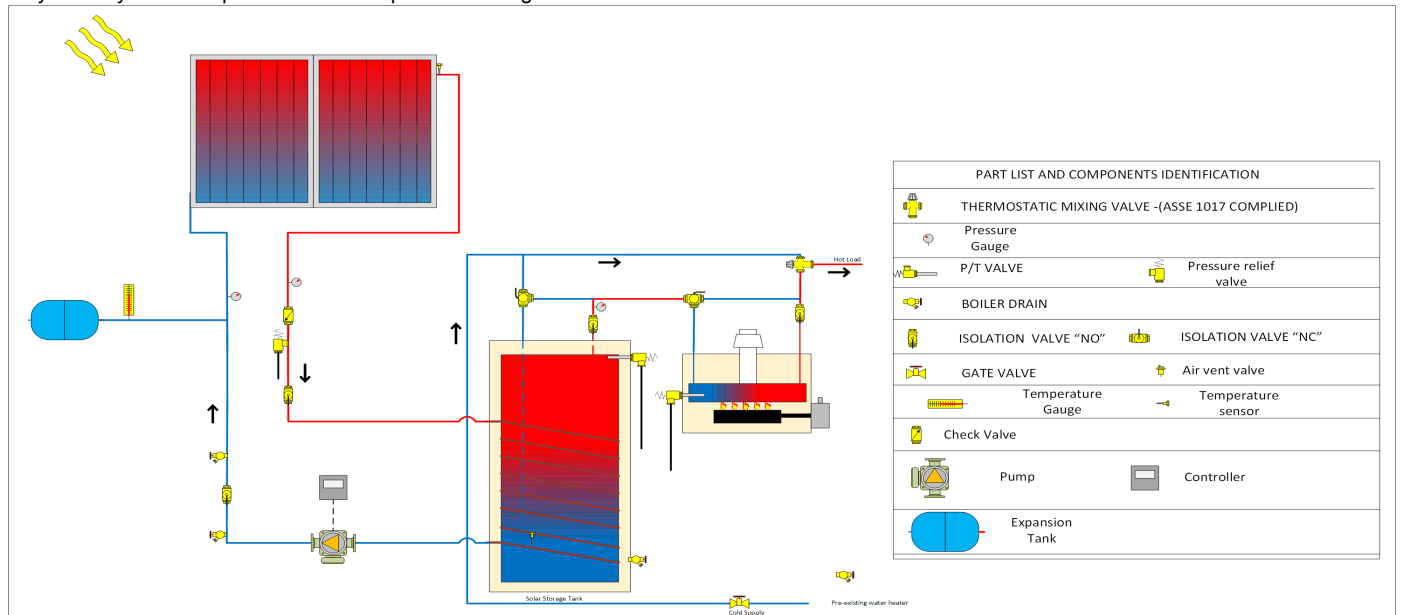 Hot Load
Solar Storage Tank
Cold Supply
Pre-existing water heater
PART LIST AND COMPONENTS IDENTIFICATION
THERMOSTATIC MIXING VALVE -(ASSE 1017 COMPLIED)
Pressure
Gauge
P/T VALVE
Pressure relief
valve
BOILER DRAIN
ISOLATION VALVE “NO”
ISOLATION VALVE “NC”
GATE VALVE
Air vent valve
Temperature
Gauge
Temperature
sensor
Check Valve
Pump
Controller
Expansion
Tank